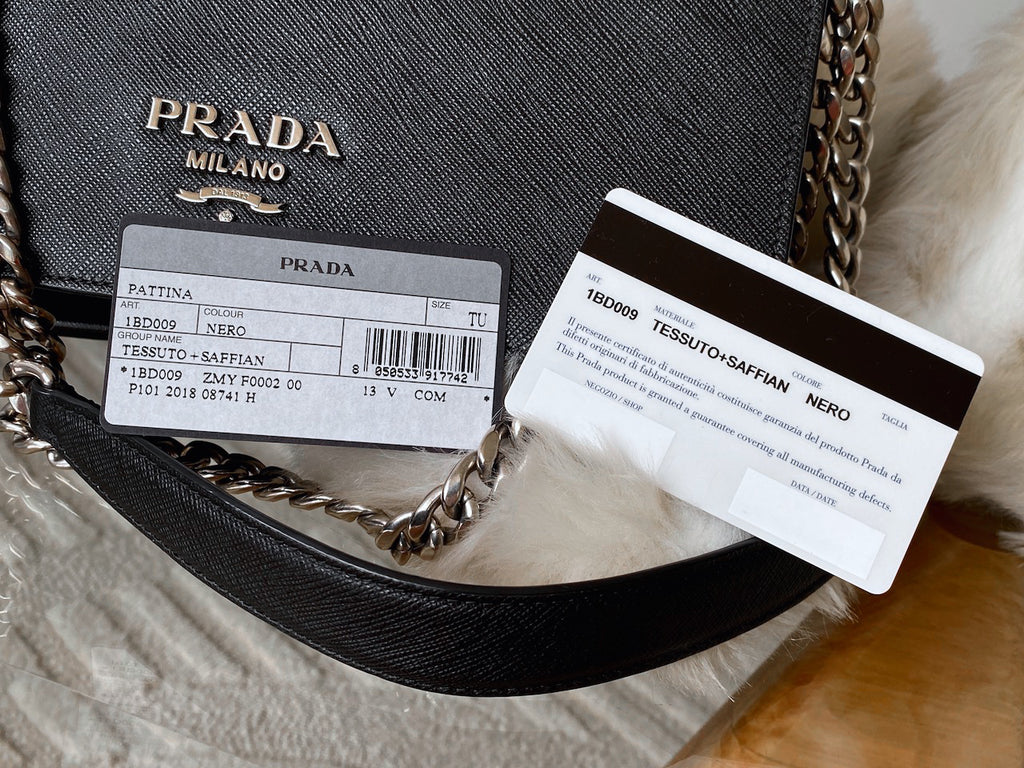 PRADA
MILANO
DAL 1913
PRADA
PATTINA
SIZE
TU
ART.
1BD009
COLOUR
NERO
GROUP NAME
TESSUTO+SAFFIAN
8 050533 917742
*1BD009 ZMY F0002 00
P101 2018 08741 H
13 V COM *
ART.
1BD009
MATERIALE
TESSUTO+SAFFIAN
COLORE
NERO
TAGLIA
Il presente certificato di autenticità costituisce garanzia del prodotto Prada da
difetti originari di fabbricazione.
This Prada product is granted a guarantee covering all manufacturing defects.
NEGOZIO / SHOP
DATA / DATE